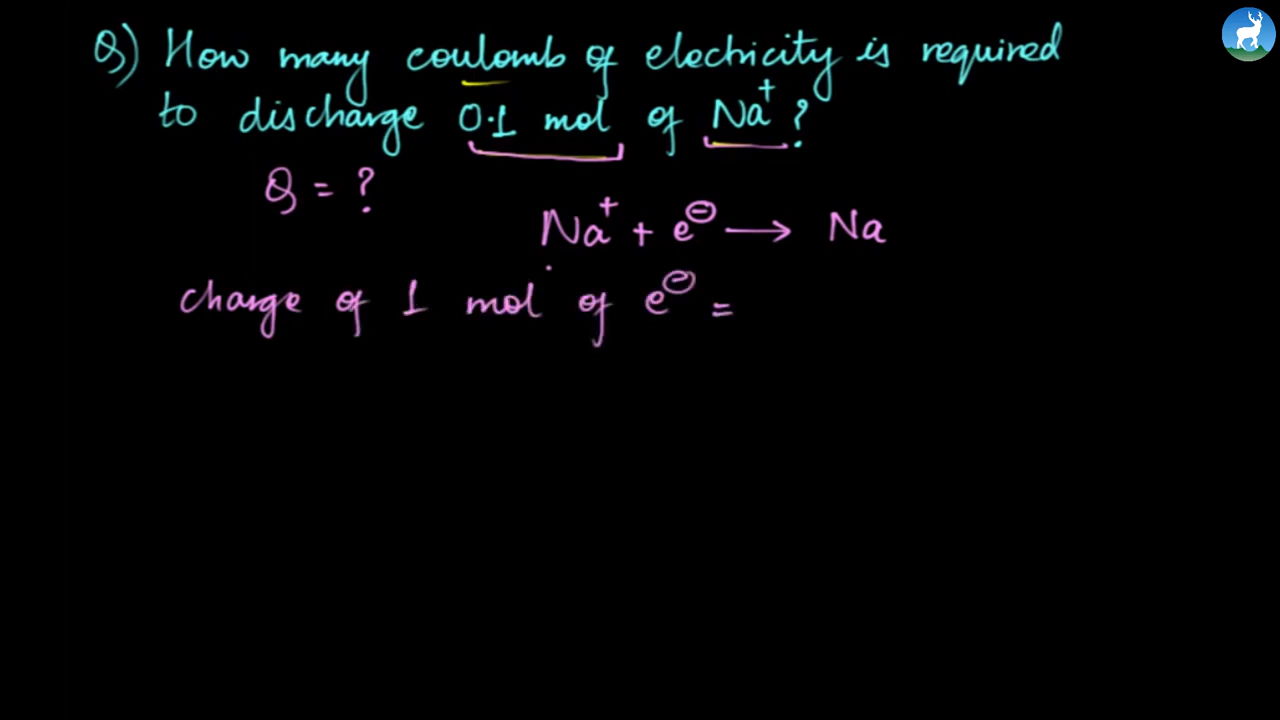 Q) How many coulomb of electricity is required
to discharge 0.1 mol of Na⁺ ?
Q = ?
Na⁺ + e⊖ → Na
charge of 1 mol of e⊖ =